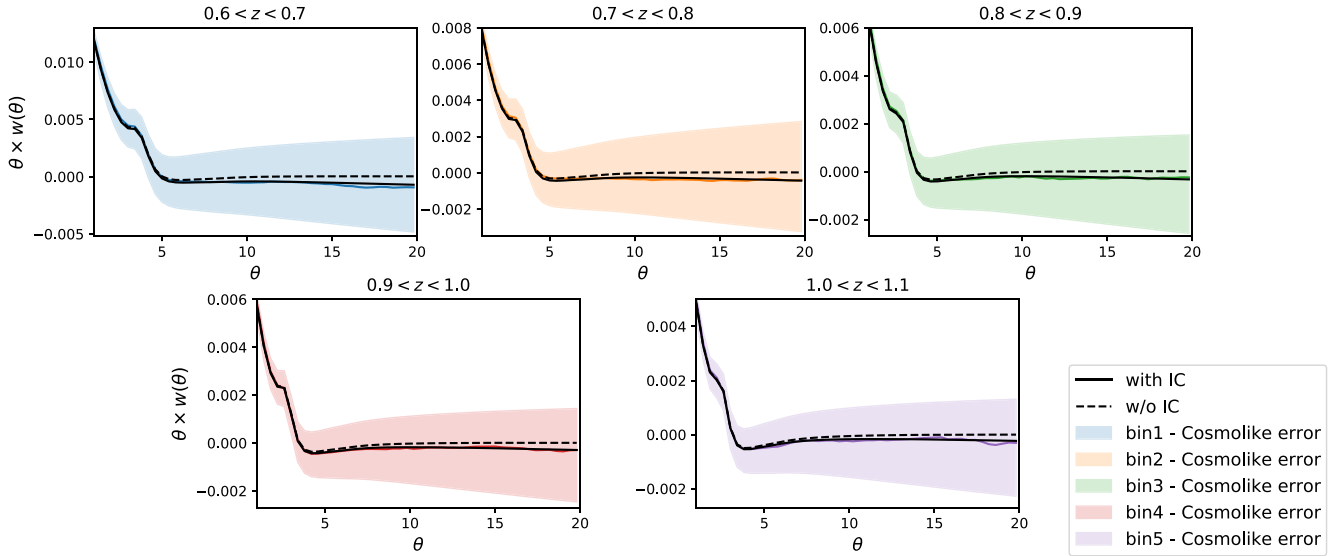 0.6 < z < 0.7
0.7 < z < 0.8
0.8 < z < 0.9
θ × w(θ)
0.010
0.005
0.000
−0.005
5
10
15
20
θ
0.008
0.006
0.004
0.002
0.000
−0.002
5
10
15
20
θ
0.006
0.004
0.002
0.000
−0.002
5
10
15
20
θ
0.9 < z < 1.0
1.0 < z < 1.1
θ × w(θ)
0.006
0.004
0.002
0.000
−0.002
5
10
15
20
θ
0.004
0.002
0.000
−0.002
5
10
15
20
θ
with IC
w/o IC
bin1 - Cosmolike error
bin2 - Cosmolike error
bin3 - Cosmolike error
bin4 - Cosmolike error
bin5 - Cosmolike error